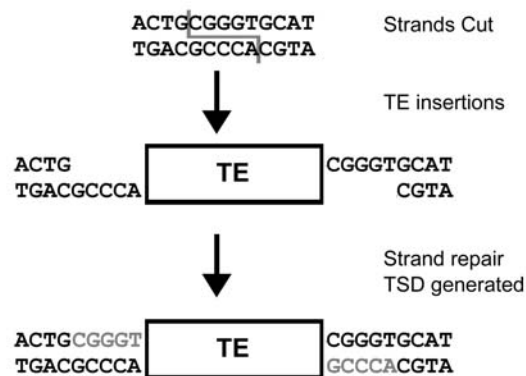 ACTGCGGGTGCAT
TGACGCCCACGTA
Strands Cut
TE insertions
ACTG TE CGGGTGCAT
TGACGCCCA CGTA
Strand repair
TSD generated
ACTGCGGGT TE CGGGTGCAT
TGACGCCCA GCCCACGTA